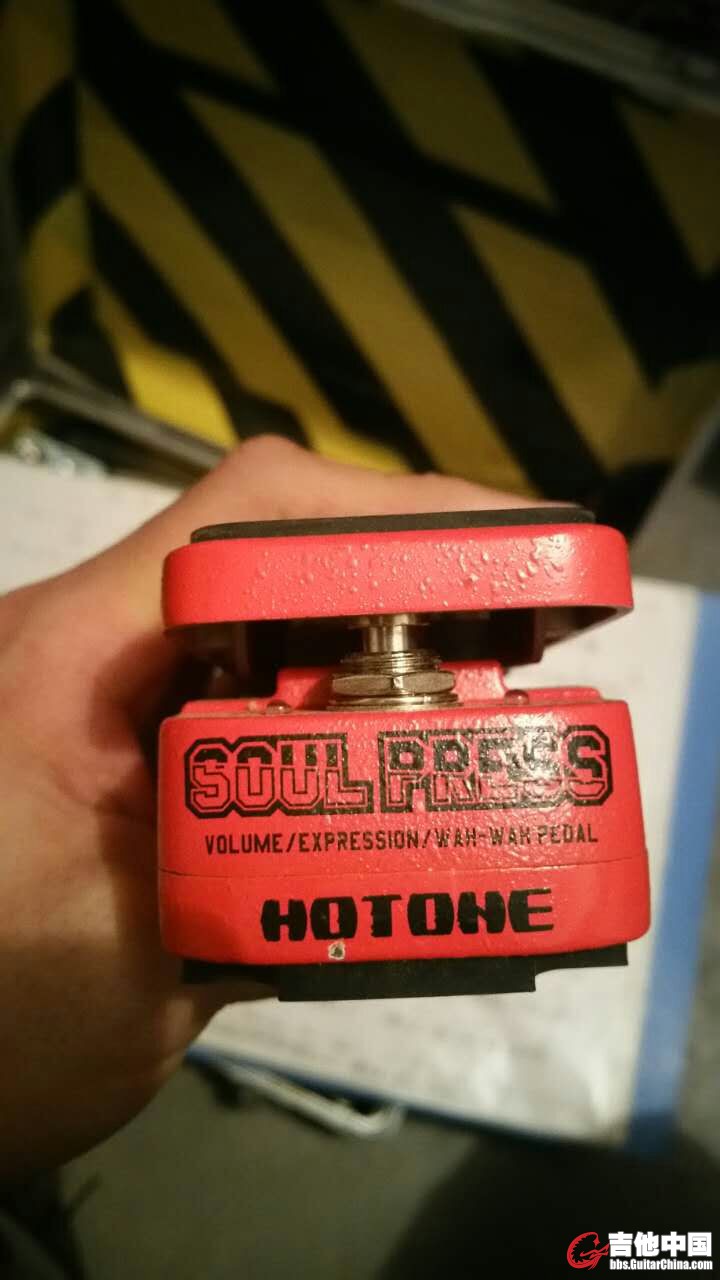 SOUL PRESS
VOLUME/EXPRESSION/WAH-WAH PEDAL
HOTONE
吉他中国
bbs.GuitarChina.com